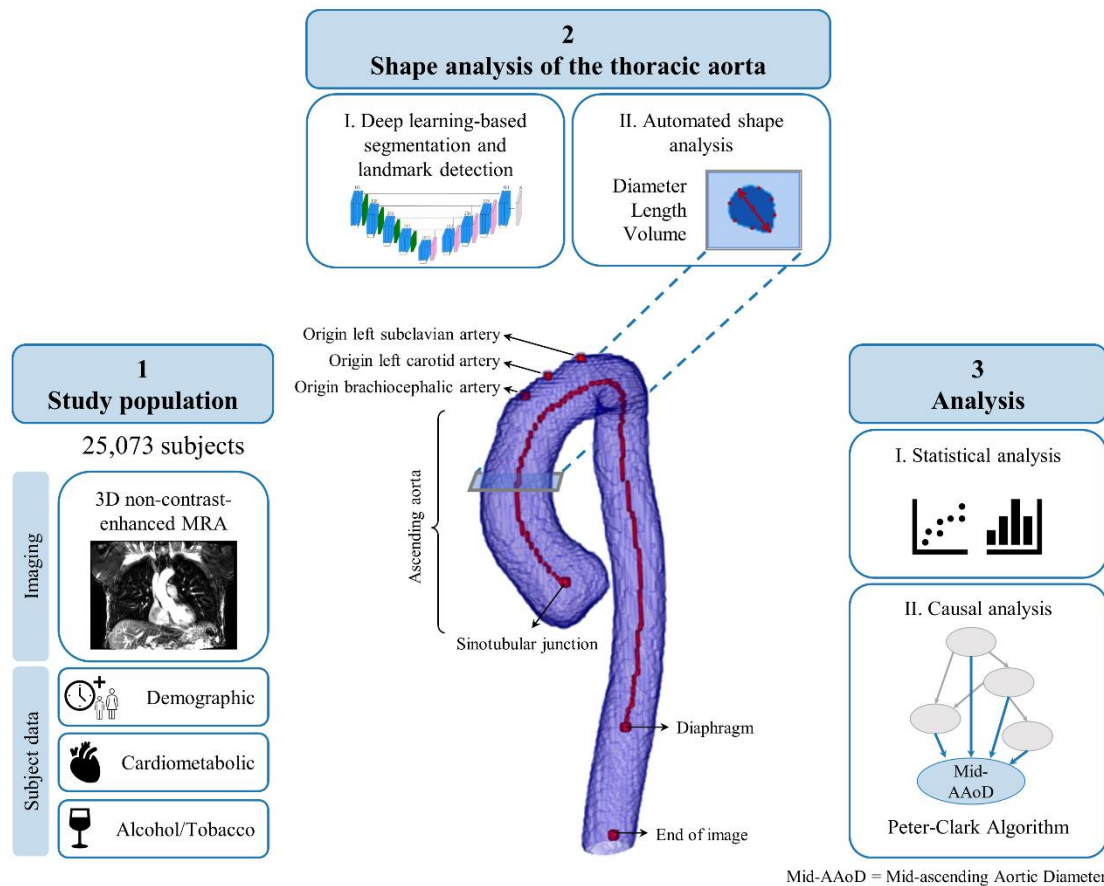 2
Shape analysis of the thoracic aorta
I. Deep learning-based
segmentation and
landmark detection
II. Automated shape
analysis
Diameter
Length
Volume
1
Study population
25,073 subjects
Imaging
3D non-contrast-
enhanced MRA
Subject data
Demographic
Cardiometabolic
Alcohol/Tobacco
Origin left subclavian artery
Origin left carotid artery
Origin brachiocephalic artery
Ascending aorta
Sinotubular junction
Diaphragm
End of image
3
Analysis
I. Statistical analysis
II. Causal analysis
Mid-
AAoD
Peter-Clark Algorithm
Mid-AAoD = Mid-ascending Aortic Diameter